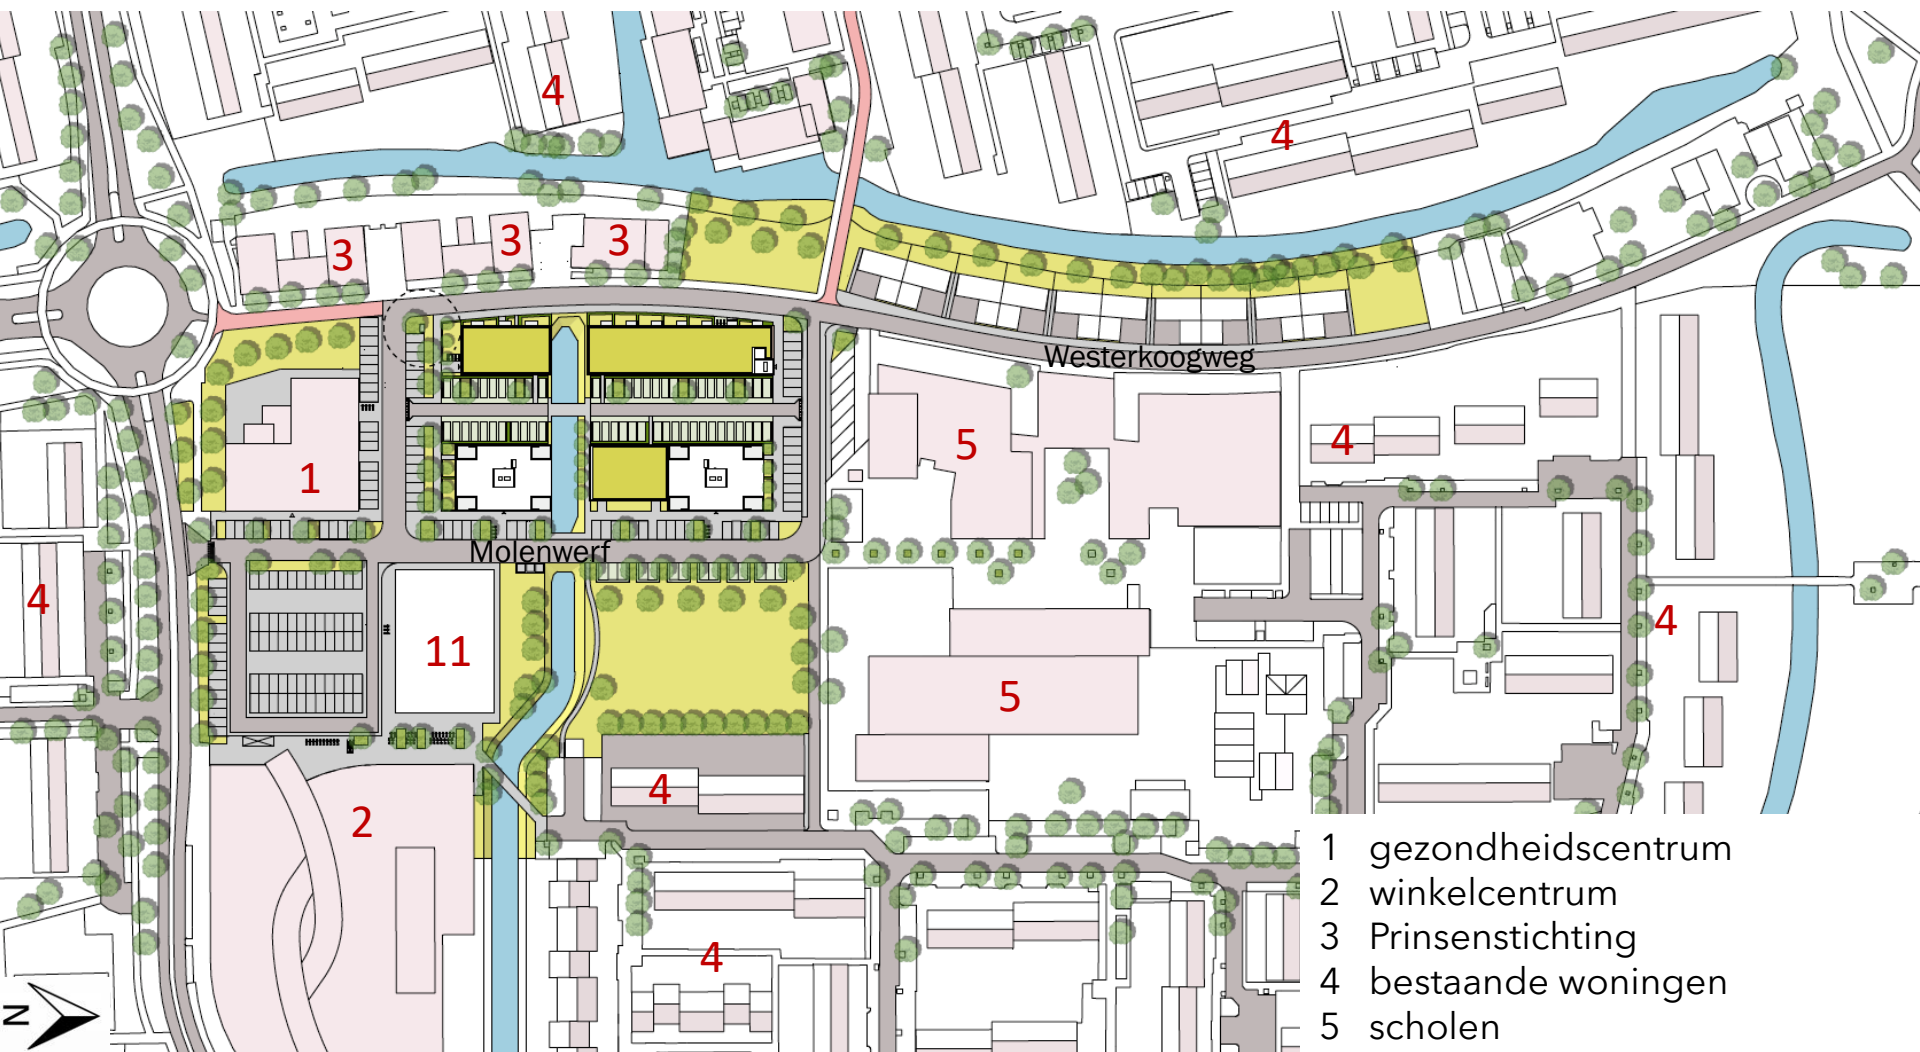 4
4
3
3
3
Westerkoogweg
5
4
1
Molenwerf
4
11
4
5
4
2
4
N
1 gezondheidscentrum
2 winkelcentrum
3 Prinsenstichting
4 bestaande woningen
5 scholen